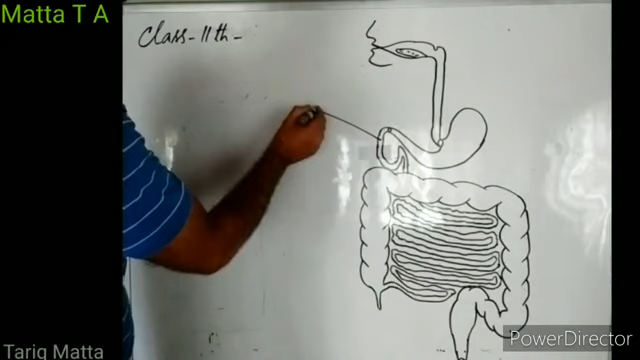 Matta T A
Class - 11th -
PowerDirector
Tariq Matta